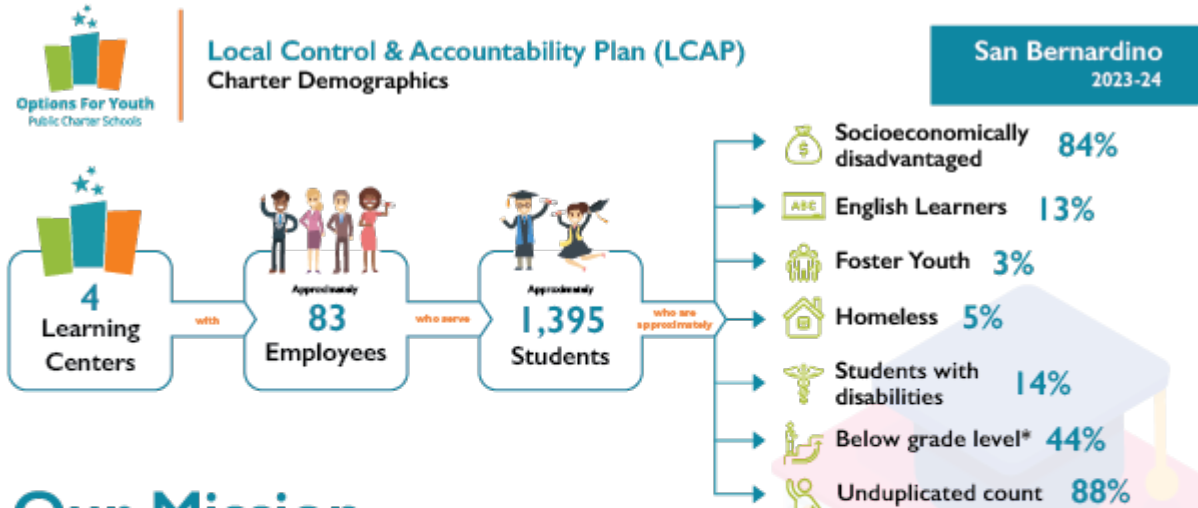 Options For Youth
Public Charter Schools
Local Control & Accountability Plan (LCAP)
Charter Demographics
San Bernardino
2023-24
4
Learning
Centers
with
Approximately
83
Employees
who serve
Approximately
1,395
Students
who are
approximately
$
Socioeconomically
disadvantaged
84%
ABC
English Learners 13%
Foster Youth 3%
Homeless 5%
Students with
disabilities
14%
Below grade level* 44%
Unduplicated count 88%
Our Mission